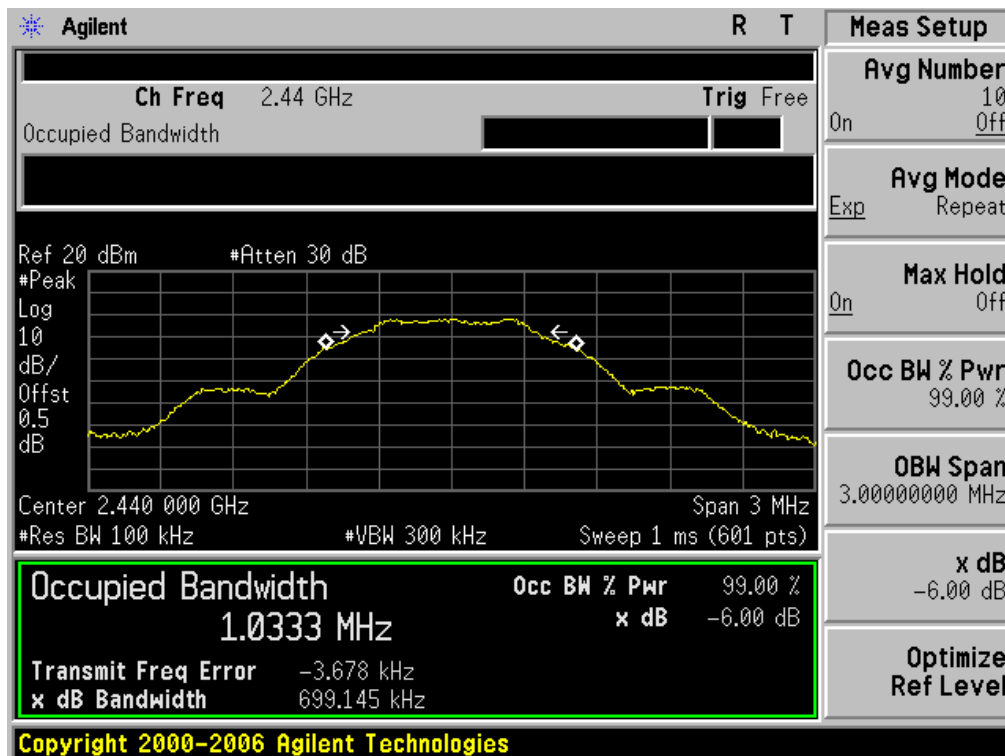 Agilent R T
Meas Setup
Ch Freq 2.44 GHz Trig Free
Occupied Bandwidth
Ref 20 dBm #Atten 30 dB
#Peak
Log
10
dB/
Offst
0.5
dB
Center 2.440 000 GHz Span 3 MHz
#Res BW 100 kHz #VBW 300 kHz Sweep 1 ms (601 pts)
Occupied Bandwidth
1.0333 MHz
Occ BW % Pwr 99.00 %
x dB -6.00 dB
Transmit Freq Error -3.678 kHz
x dB Bandwidth 699.145 kHz
Avg Number
10
On Off
Avg Mode
Exp Repeat
Max Hold
On Off
Occ BW % Pwr
99.00 %
OBW Span
3.00000000 MHz
x dB
-6.00 dB
Optimize
Ref Level
Copyright 2000-2006 Agilent Technologies